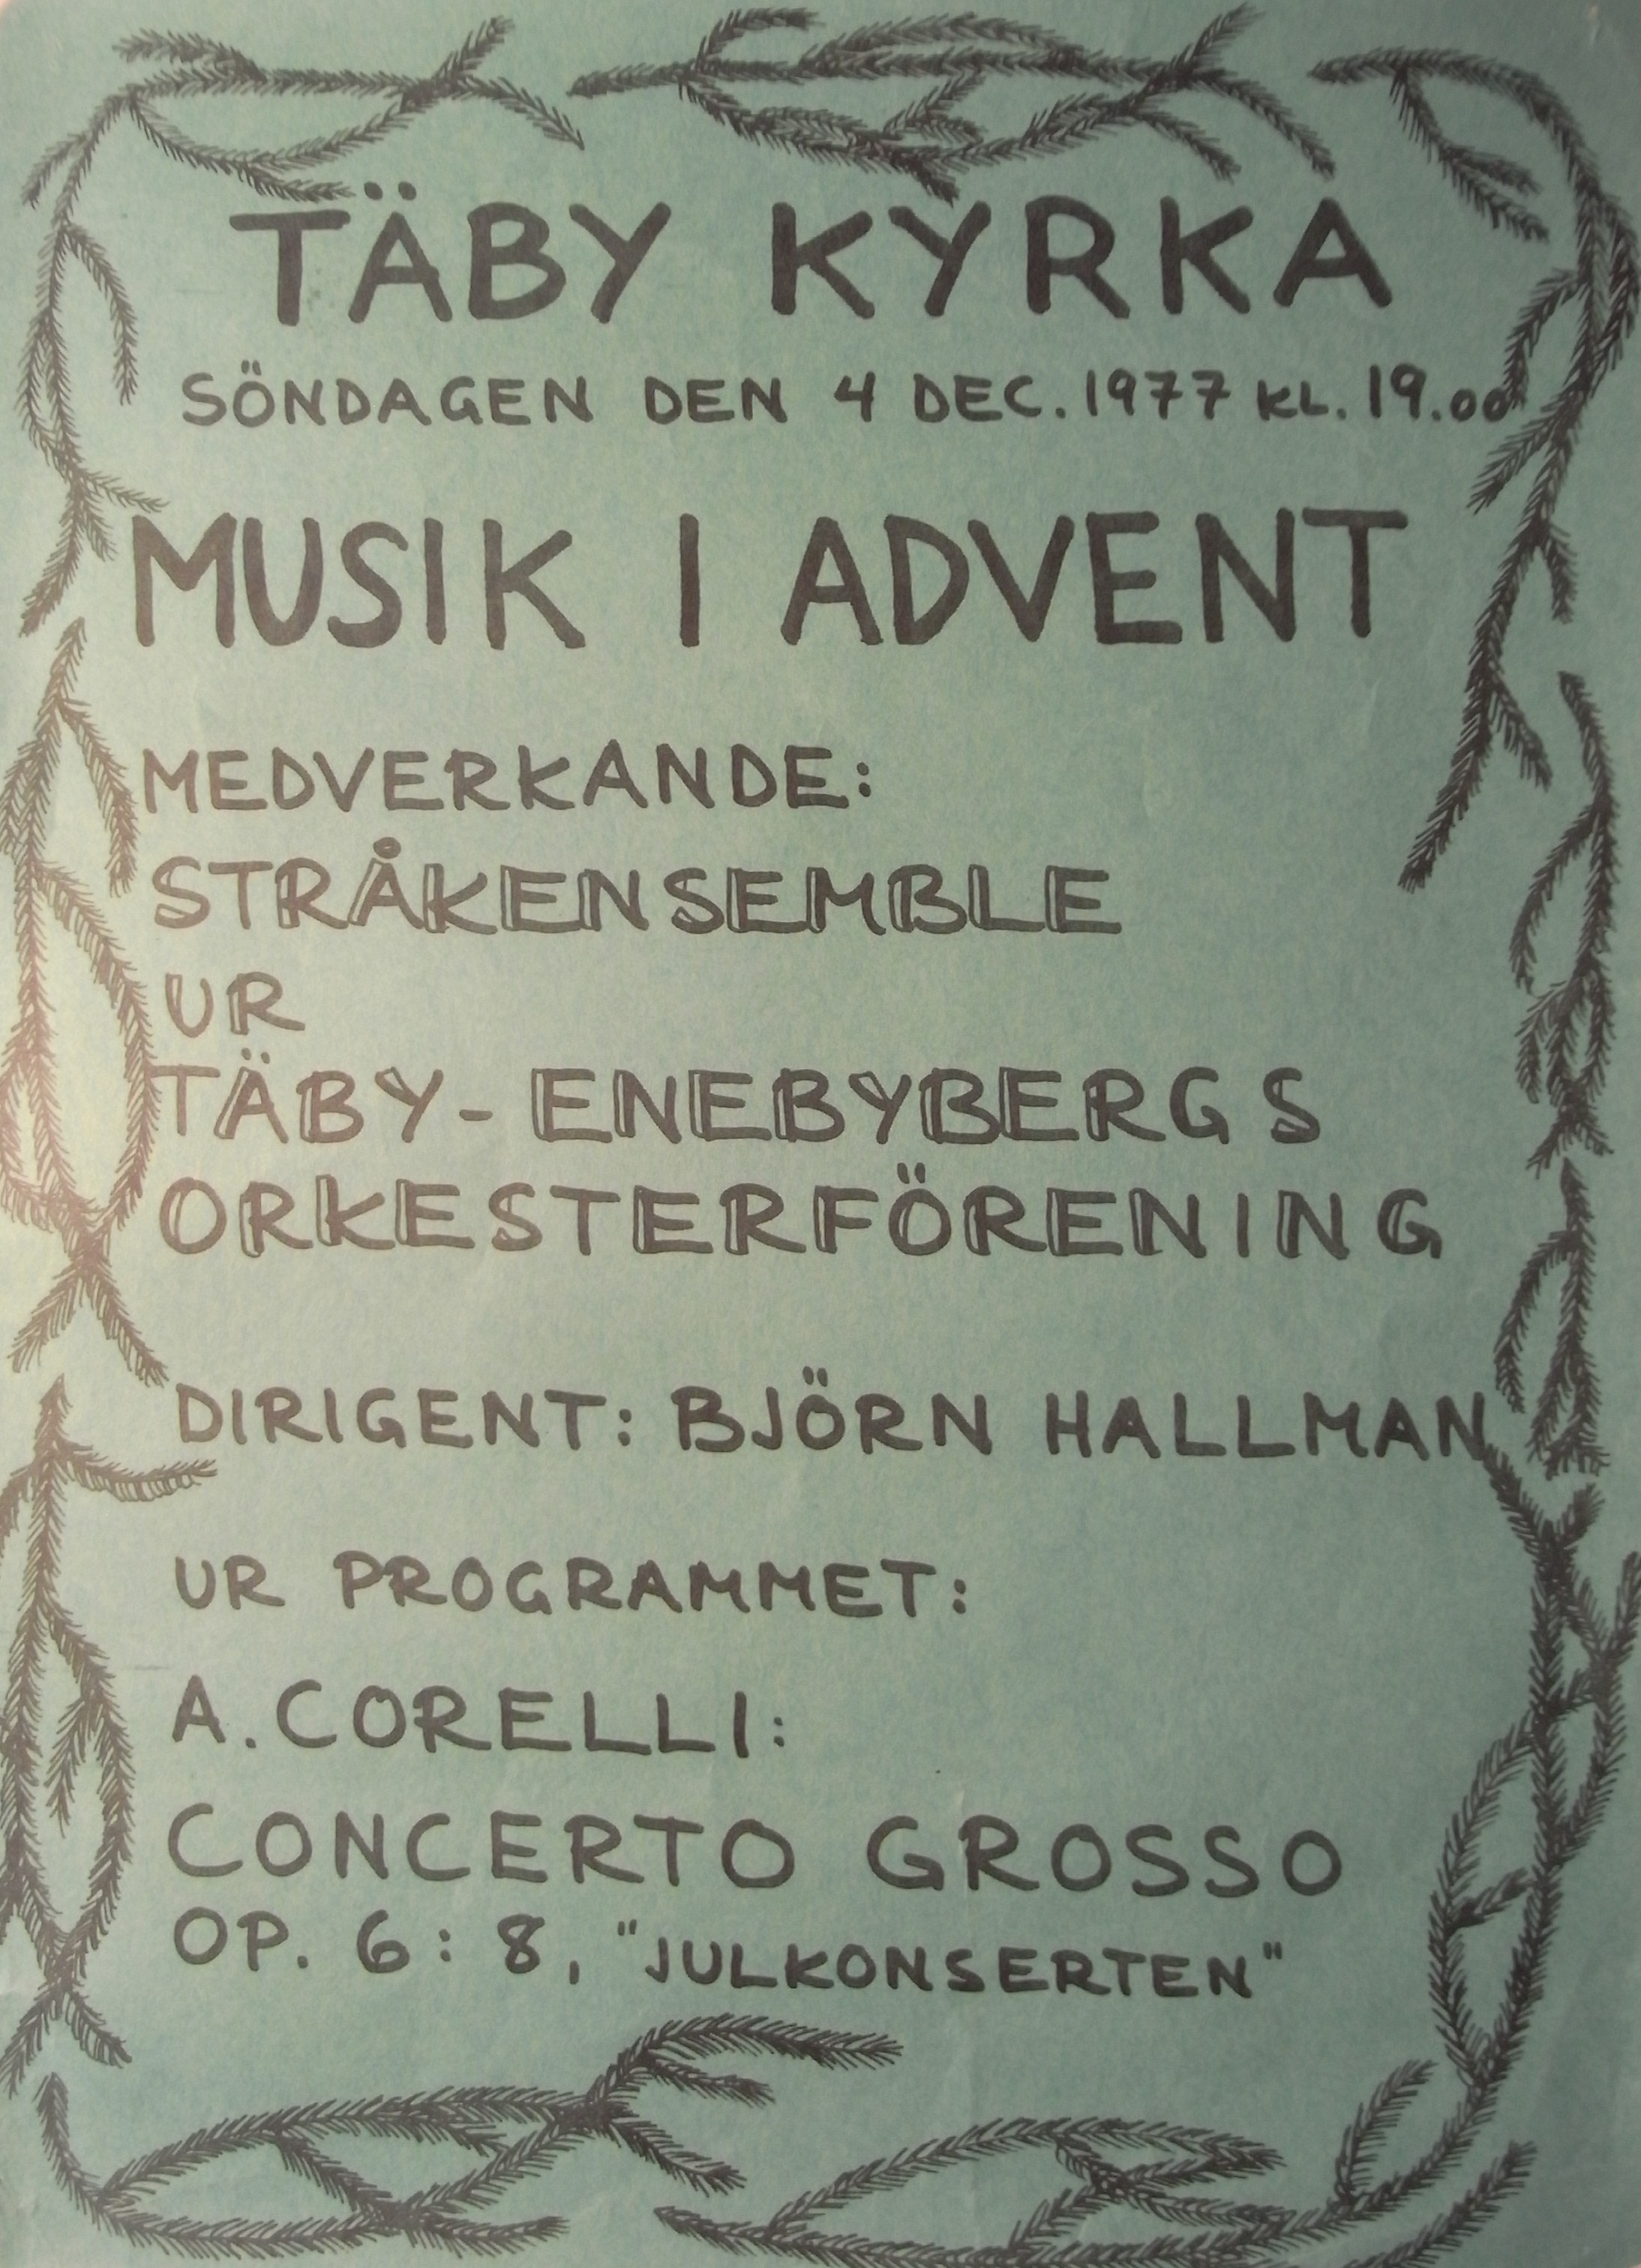 TÄBY KYRKA
SÖNDAGEN DEN 4 DEC. 1977 KL. 19.00
MUSIK I ADVENT
MEDVERKANDE:
STRÅKENSEMBLE
UR
TÄBY-ENEBYBERGS
ORKESTERFÖRENING
DIRIGENT: BJÖRN HALLMAN
UR PROGRAMMET:
A. CORELLI:
CONCERTO GROSSO
OP. 6:8, "JULKONSERTEN"